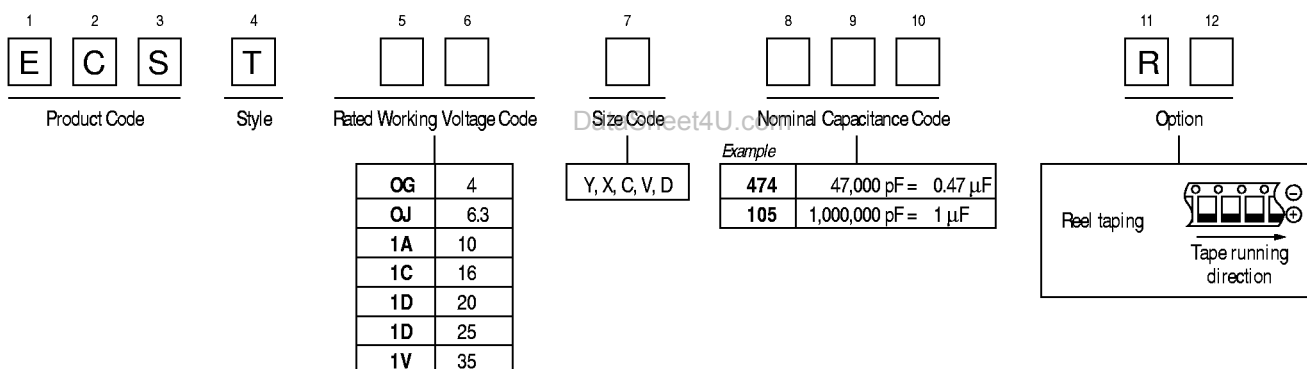 1 2 3 4 5 6 7 8 9 10 11 12
E C S T R
Product Code Style Rated Working Voltage Code Size Code Nominal Capacitance Code Option
DataSheet4U.com
Example
OG 4
OJ 6.3
1A 10
1C 16
1D 20
1D 25
1V 35
Y, X, C, V, D
474 47,000 pF = 0.47 µF
105 1,000,000 pF = 1 µF
Reel taping
− +
Tape running
direction